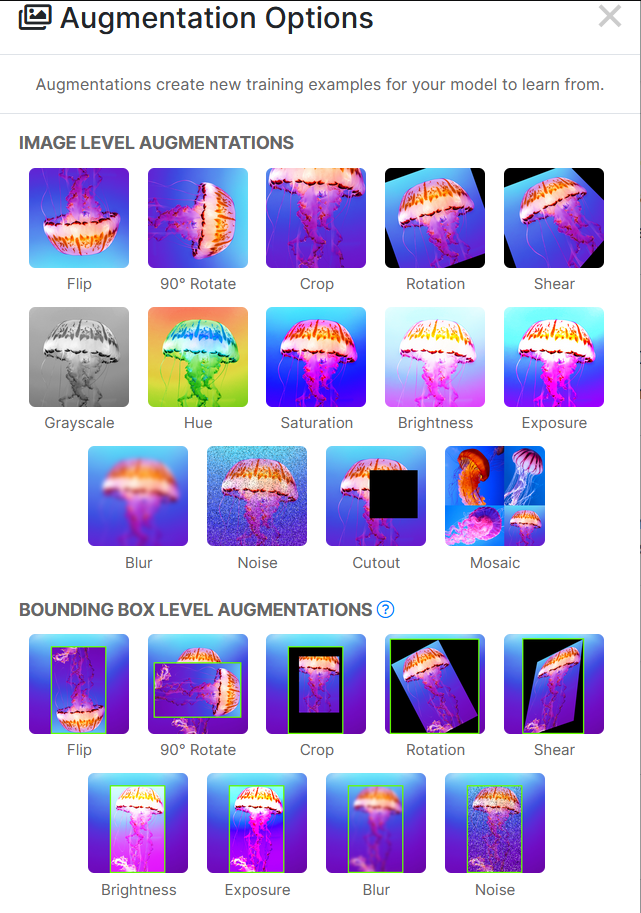 Augmentation Options
Augmentations create new training examples for your model to learn from.
IMAGE LEVEL AUGMENTATIONS
Flip
90° Rotate
Crop
Rotation
Shear
Grayscale
Hue
Saturation
Brightness
Exposure
Blur
Noise
Cutout
Mosaic
BOUNDING BOX LEVEL AUGMENTATIONS ?
Flip
90° Rotate
Crop
Rotation
Shear
Brightness
Exposure
Blur
Noise